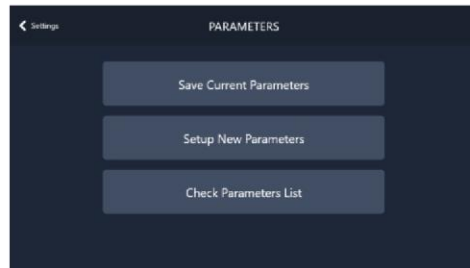 Settings
PARAMETERS
Save Current Parameters
Setup New Parameters
Check Parameters List